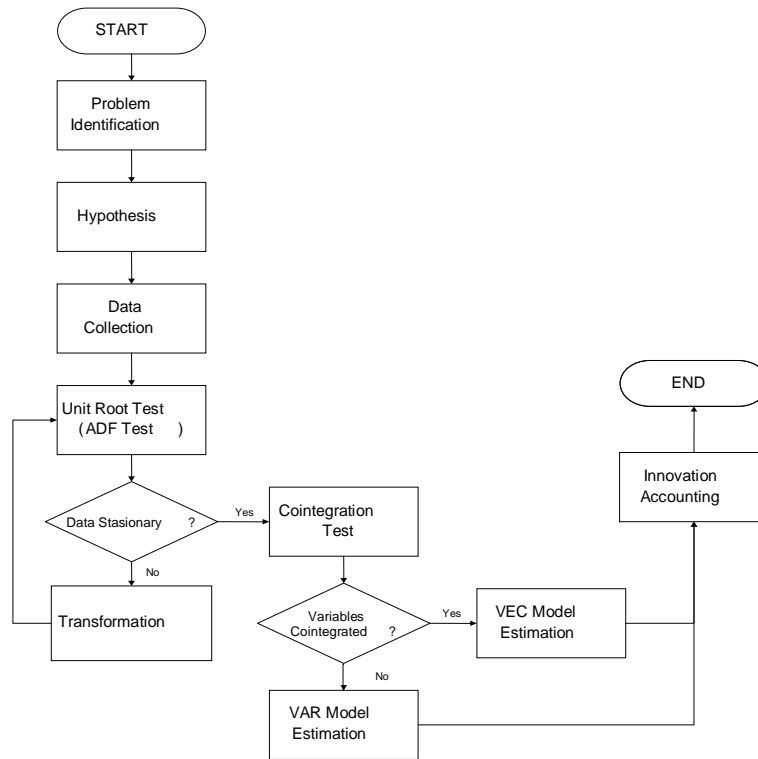 START
Problem
Identification
Hypothesis
Data
Collection
Unit Root Test
( ADF Test )
Data Stasionary ?
Yes
No
Transformation
Cointegration
Test
Variables
Cointegrated ?
Yes
No
VEC Model
Estimation
VAR Model
Estimation
Innovation
Accounting
END